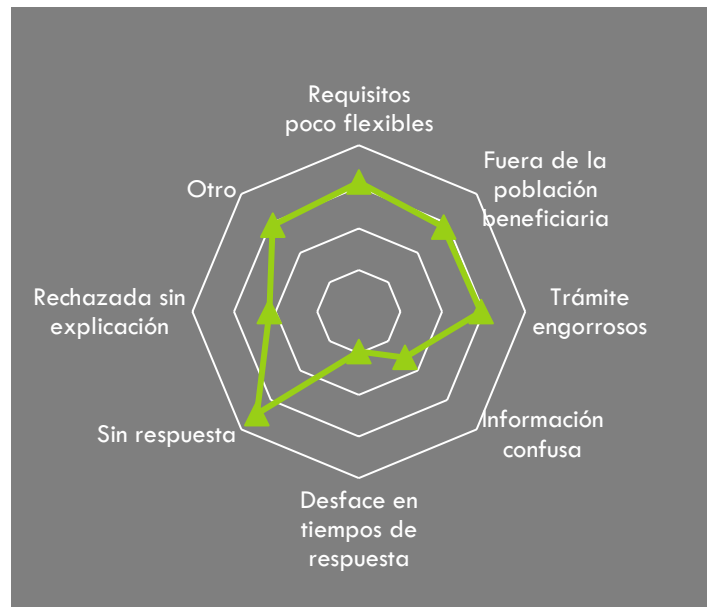 Requisitos
poco flexibles
Fuera de la
población
beneficiaria
Trámite
engorrosos
Información
confusa
Desface en
tiempos de
respuesta
Sin respuesta
Rechazada sin
explicación
Otro